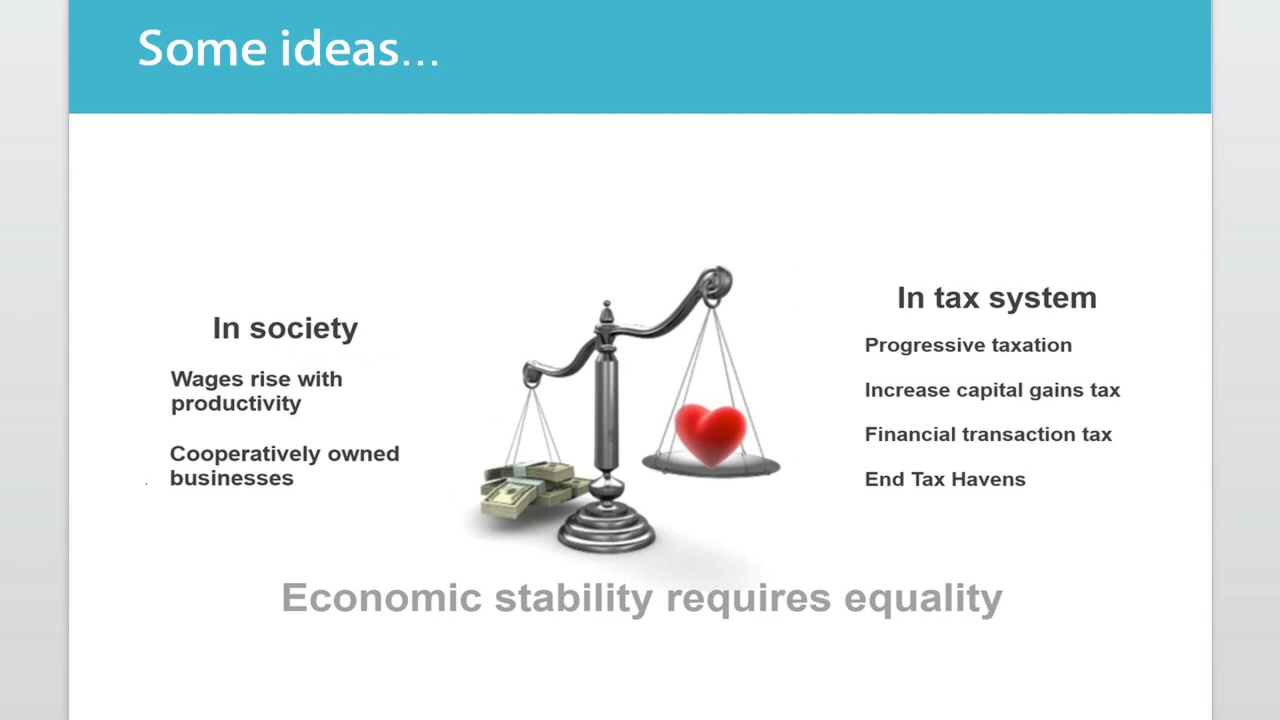 Some ideas...
In society
Wages rise with
productivity
Cooperatively owned
businesses
In tax system
Progressive taxation
Increase capital gains tax
Financial transaction tax
End Tax Havens
Economic stability requires equality